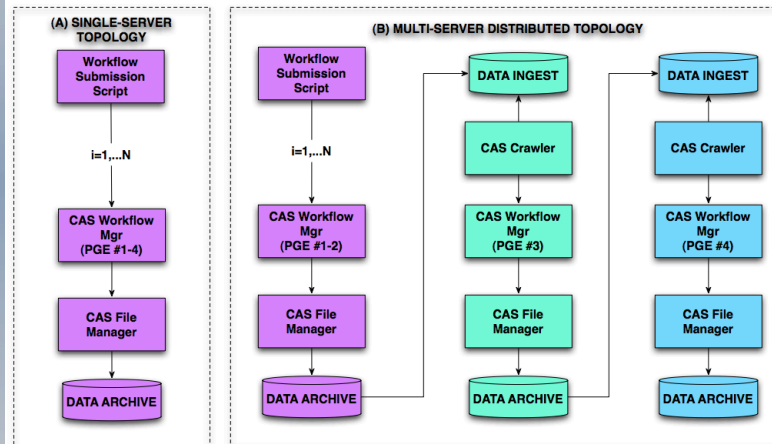 (A) SINGLE-SERVER
TOPOLOGY
Workflow
Submission
Script
i=1,...N
CAS Workflow
Mgr
(PGE #1-4)
CAS File
Manager
DATA ARCHIVE
(B) MULTI-SERVER DISTRIBUTED TOPOLOGY
Workflow
Submission
Script
i=1,...N
CAS Workflow
Mgr
(PGE #1-2)
CAS File
Manager
DATA ARCHIVE
DATA INGEST
CAS Crawler
CAS Workflow
Mgr
(PGE #3)
CAS File
Manager
DATA ARCHIVE
DATA INGEST
CAS Crawler
CAS Workflow
Mgr
(PGE #4)
CAS File
Manager
DATA ARCHIVE